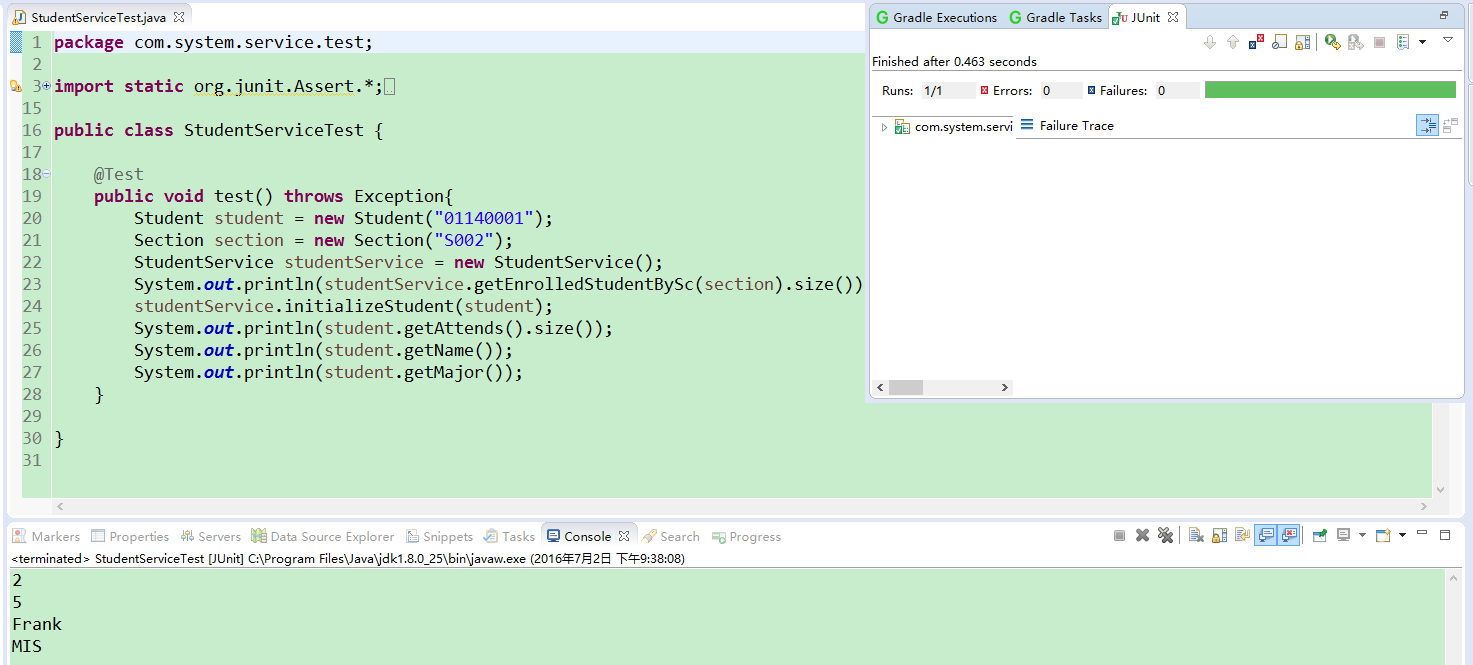 StudentServiceTest.java
1 package com.system.service.test;
2
3 import static org.junit.Assert.*;
15
16 public class StudentServiceTest {
17
18 @Test
19 public void test() throws Exception{
20 Student student = new Student("01140001");
21 Section section = new Section("S002");
22 StudentService studentService = new StudentService();
23 System.out.println(studentService.getEnrolledStudentBySc(section).size())
24 studentService.initializeStudent(student);
25 System.out.println(student.getAttends().size());
26 System.out.println(student.getName());
27 System.out.println(student.getMajor());
28 }
29
30 }
31
Gradle Executions Gradle Tasks JUnit
Finished after 0.463 seconds
Runs: 1/1 Errors: 0 Failures: 0
com.system.servi Failure Trace
Markers Properties Servers Data Source Explorer Snippets Tasks Console Search Progress
<terminated> StudentServiceTest [JUnit] C:\Program Files\Java\jdk1.8.0_25\bin\javaw.exe (2016年7月2日 下午9:38:08)
2
5
Frank
MIS